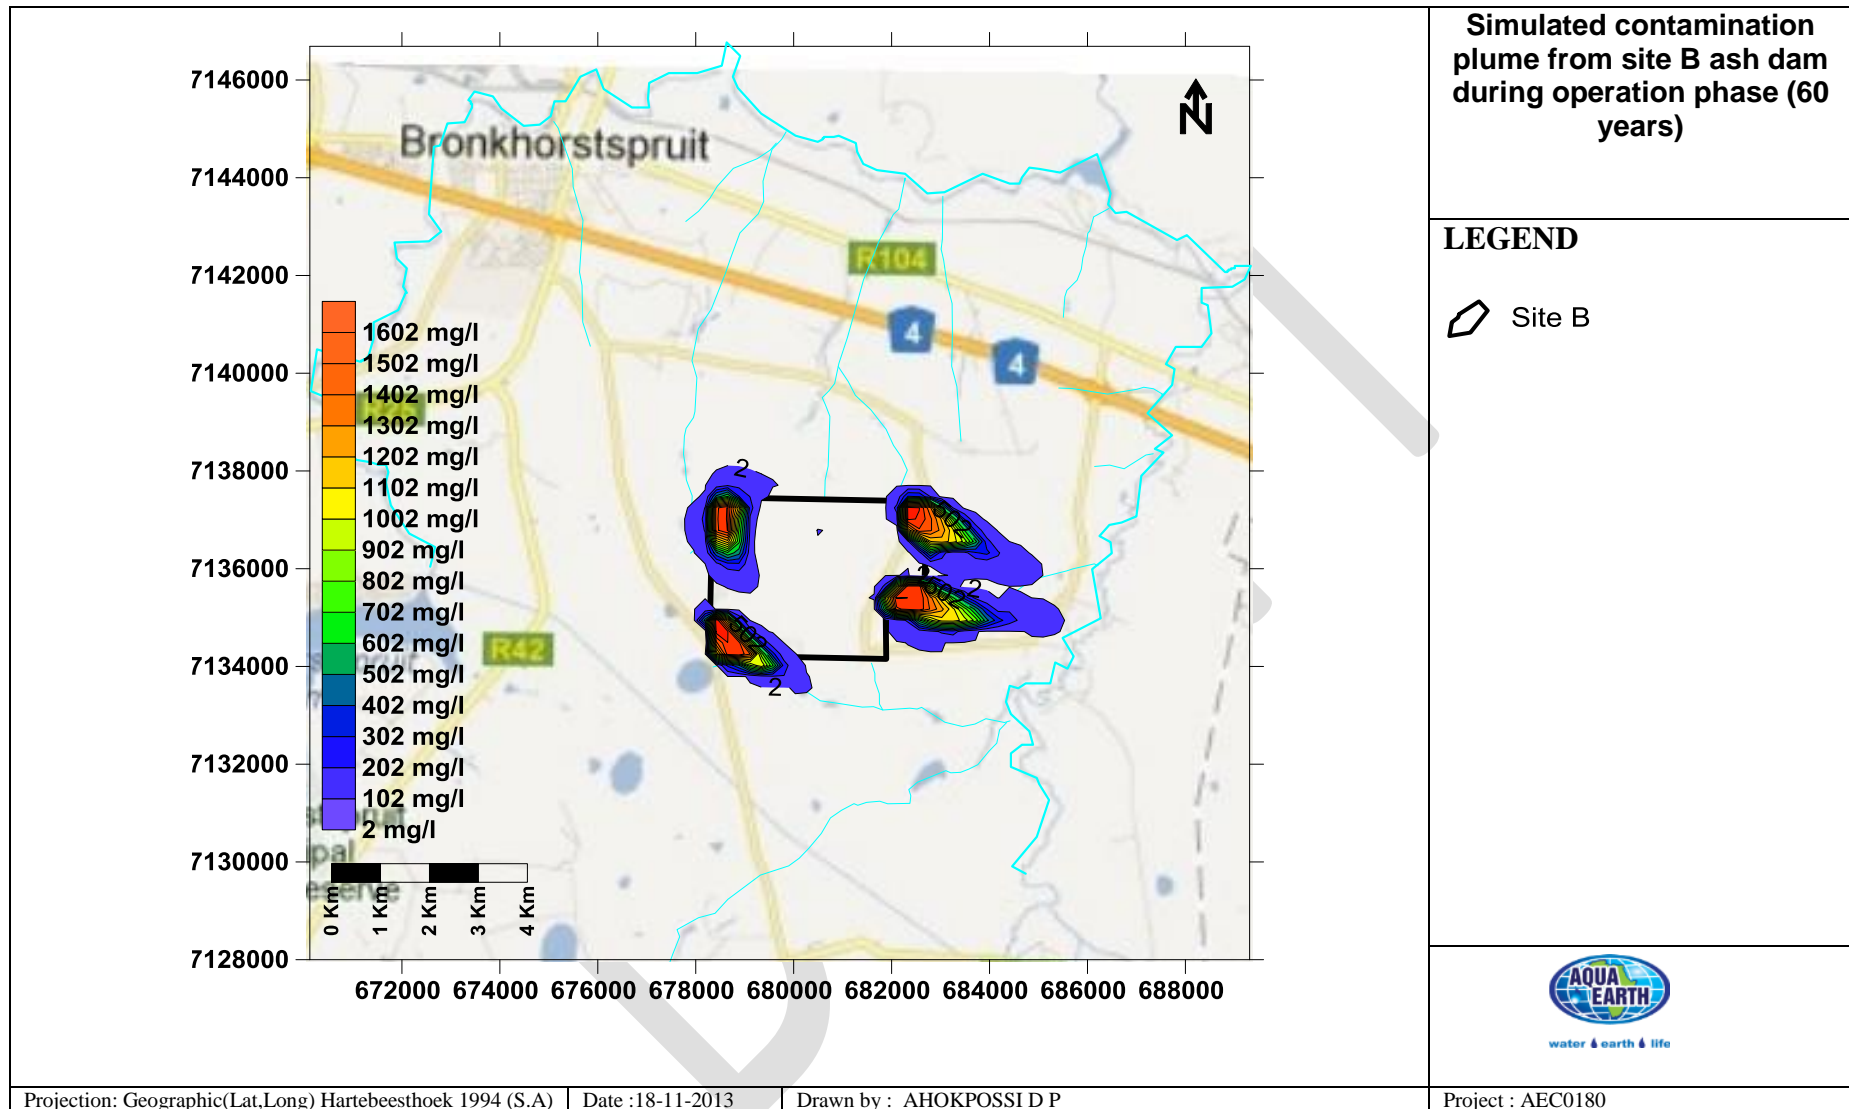 Simulated contamination
plume from site B ash dam
during operation phase (60
years)
LEGEND
Site B
N
7146000
7144000
7142000
7140000
7138000
7136000
7134000
7132000
7130000
7128000
672000 674000 676000 678000 680000 682000 684000 686000 688000
Bronkhorstspruit
R104
4
4
R25
R42
1602 mg/l
1502 mg/l
1402 mg/l
1302 mg/l
1202 mg/l
1102 mg/l
1002 mg/l
902 mg/l
802 mg/l
702 mg/l
602 mg/l
502 mg/l
402 mg/l
302 mg/l
202 mg/l
102 mg/l
2 mg/l
2
2
2
0 Km
1 Km
2 Km
3 Km
4 Km
AQUA
EARTH
water earth life
Projection: Geographic(Lat,Long) Hartebeesthoek 1994 (S.A)
Date :18-11-2013
Drawn by : AHOKPOSSI D P
Project : AEC0180